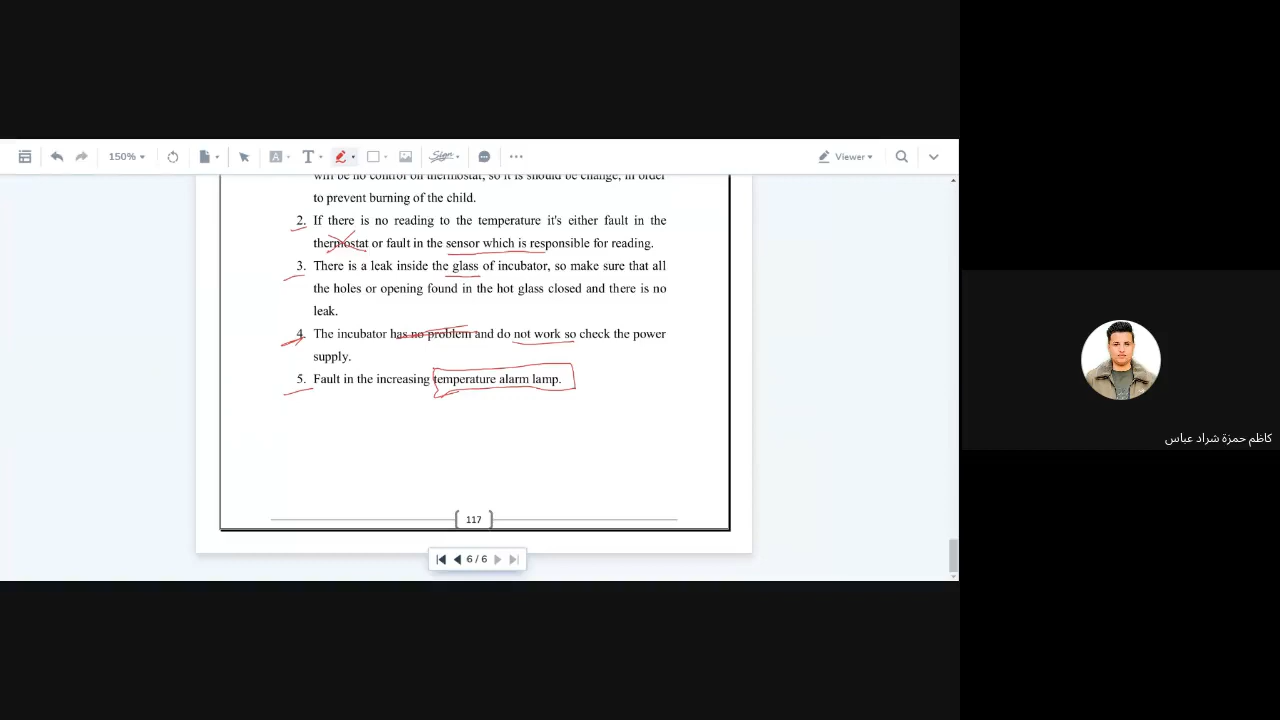 150%
Sign
Viewer
will be no control on thermostat, so it is should be change, in order
to prevent burning of the child.
2. If there is no reading to the temperature it's either fault in the
thermostat or fault in the sensor which is responsible for reading.
3. There is a leak inside the glass of incubator, so make sure that all
the holes or opening found in the hot glass closed and there is no
leak.
4. The incubator has no problem and do not work so check the power
supply.
5. Fault in the increasing temperature alarm lamp.
كاظم حمزة شراد عباس
117
6 / 6